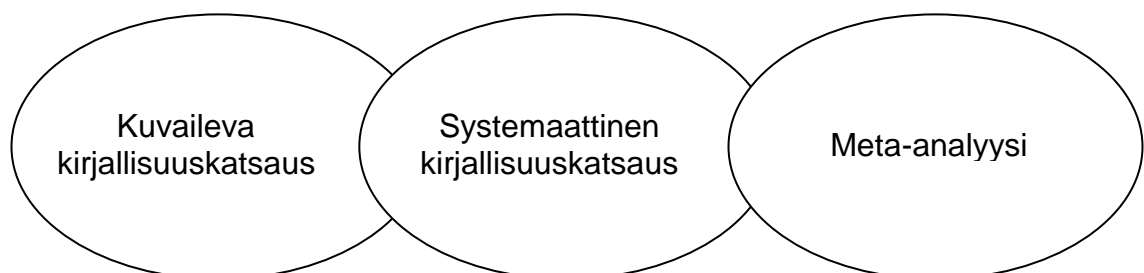 Kuvaileva
kirjallisuuskatsaus
Systemaattinen
kirjallisuuskatsaus
Meta-analyysi